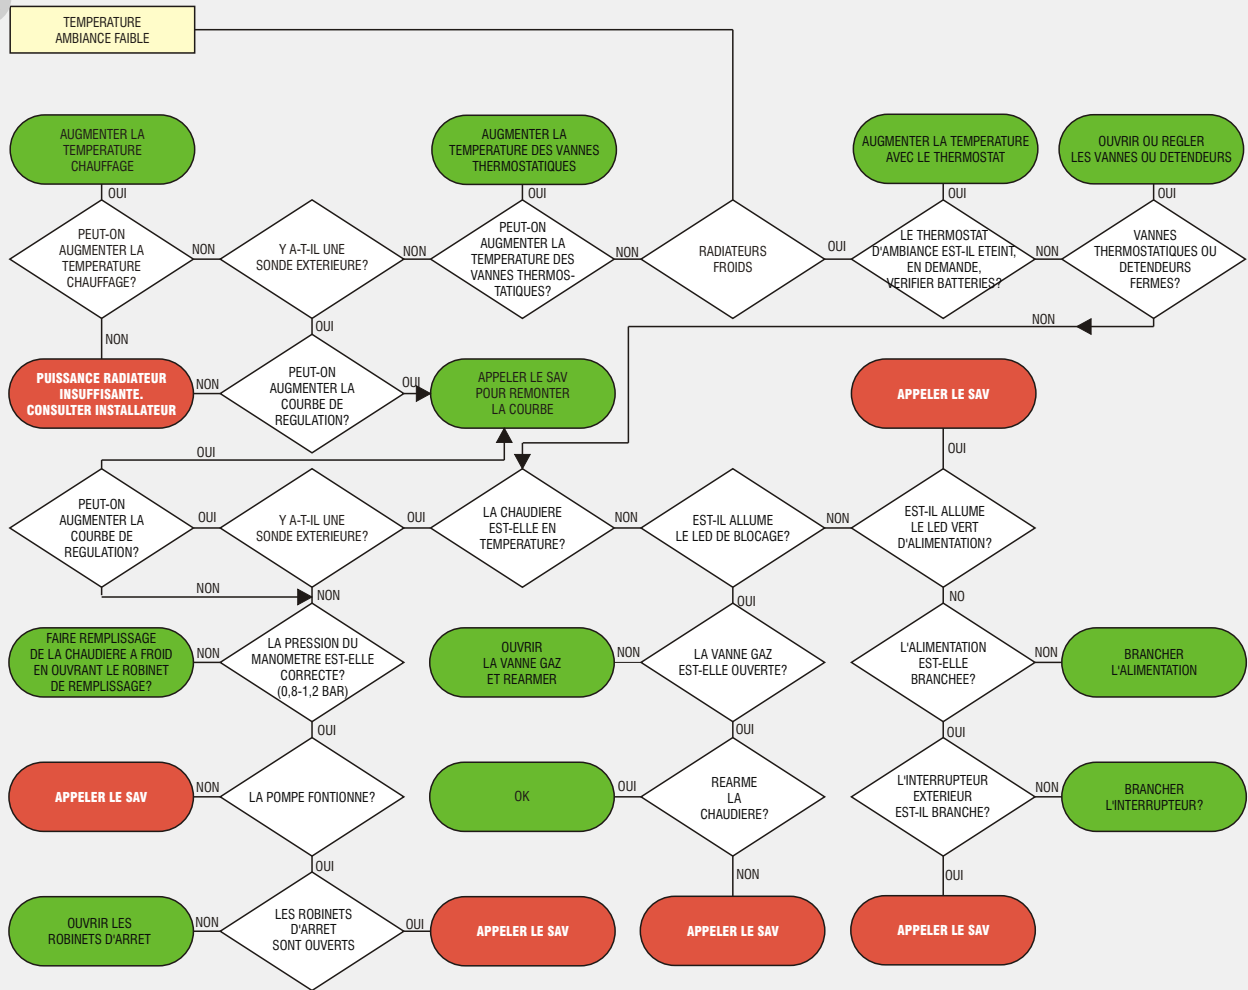 TEMPERATURE
AMBIANCE FAIBLE
AUGMENTER LA
TEMPERATURE
CHAUFFAGE
AUGMENTER LA
TEMPERATURE DES VANNES
THERMOSTATIQUES
AUGMENTER LA TEMPERATURE
AVEC LE THERMOSTAT
OUVRIR OU REGLER
LES VANNES OU DETENDEURS
OUI
OUI
OUI
OUI
PEUT-ON
AUGMENTER LA
TEMPERATURE
CHAUFFAGE?
NON
Y A-T-IL UNE
SONDE EXTERIEURE?
NON
PEUT-ON
AUGMENTER LA
TEMPERATURE DES
VANNES THERMOS-
TATIQUES?
NON
RADIATEURS
FROIDS
OUI
LE THERMOSTAT
D'AMBIANCE EST-IL ETEINT,
EN DEMANDE,
VERIFIER BATTERIES?
NON
VANNES
THERMOSTATIQUES OU
DETENDEURS
FERMES?
NON
OUI
NON
PUISSANCE RADIATEUR
INSUFFISANTE.
CONSULTER INSTALLATEUR
NON
PEUT-ON
AUGMENTER LA
COURBE DE
REGULATION?
OUI
APPELER LE SAV
POUR REMONTER
LA COURBE
APPELER LE SAV
OUI
OUI
PEUT-ON
AUGMENTER LA
COURBE DE
REGULATION?
OUI
Y A-T-IL UNE
SONDE EXTERIEURE?
OUI
LA CHAUDIERE
EST-ELLE EN
TEMPERATURE?
NON
EST-IL ALLUME
LE LED DE BLOCAGE?
NON
EST-IL ALLUME
LE LED VERT
D'ALIMENTATION?
NON
NON
OUI
NO
FAIRE REMPLISSAGE
DE LA CHAUDIERE A FROID
EN OUVRANT LE ROBINET
DE REMPLISSAGE?
NON
LA PRESSION DU
MANOMETRE EST-ELLE
CORRECTE?
(0,8-1,2 BAR)
OUVRIR
LA VANNE GAZ
ET REARMER
NON
LA VANNE GAZ
EST-ELLE OUVERTE?
L'ALIMENTATION
EST-ELLE
BRANCHEE?
NON
BRANCHER
L'ALIMENTATION
OUI
OUI
OUI
APPELER LE SAV
NON
LA POMPE FONTIONNE?
OK
OUI
REARME
LA
CHAUDIERE?
L'INTERRUPTEUR
EXTERIEUR
EST-IL BRANCHE?
NON
BRANCHER
L'INTERRUPTEUR?
OUI
NON
OUI
OUVRIR LES
ROBINETS D'ARRET
NON
LES ROBINETS
D'ARRET
SONT OUVERTS
OUI
APPELER LE SAV
APPELER LE SAV
APPELER LE SAV